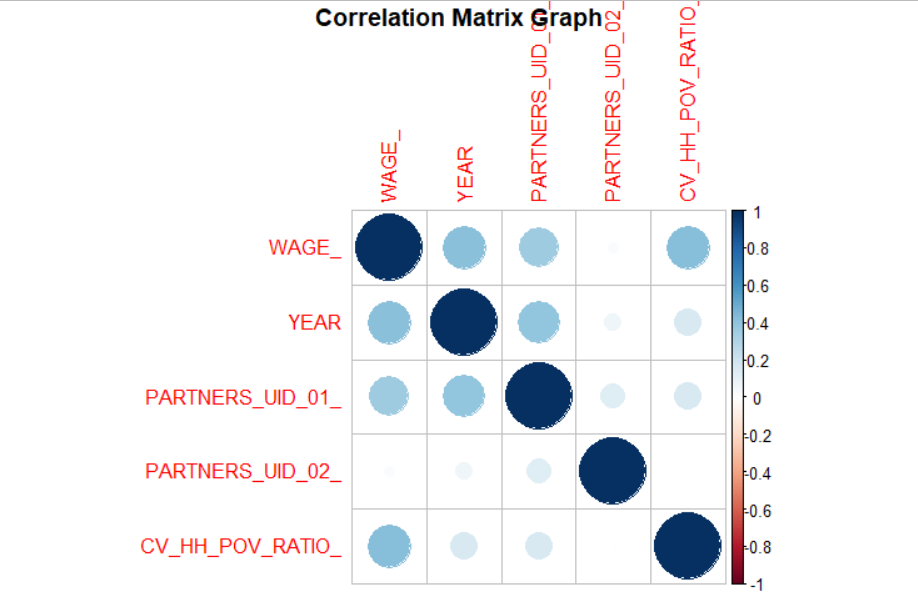 Correlation Matrix Graph
WAGE_
YEAR
PARTNERS_UID_01_
PARTNERS_UID_02_
CV_HH_POV_RATIO_
WAGE_
YEAR
PARTNERS_UID_01_
PARTNERS_UID_02_
CV_HH_POV_RATIO_
1
0.8
0.6
0.4
0.2
0
-0.2
-0.4
-0.6
-0.8
-1